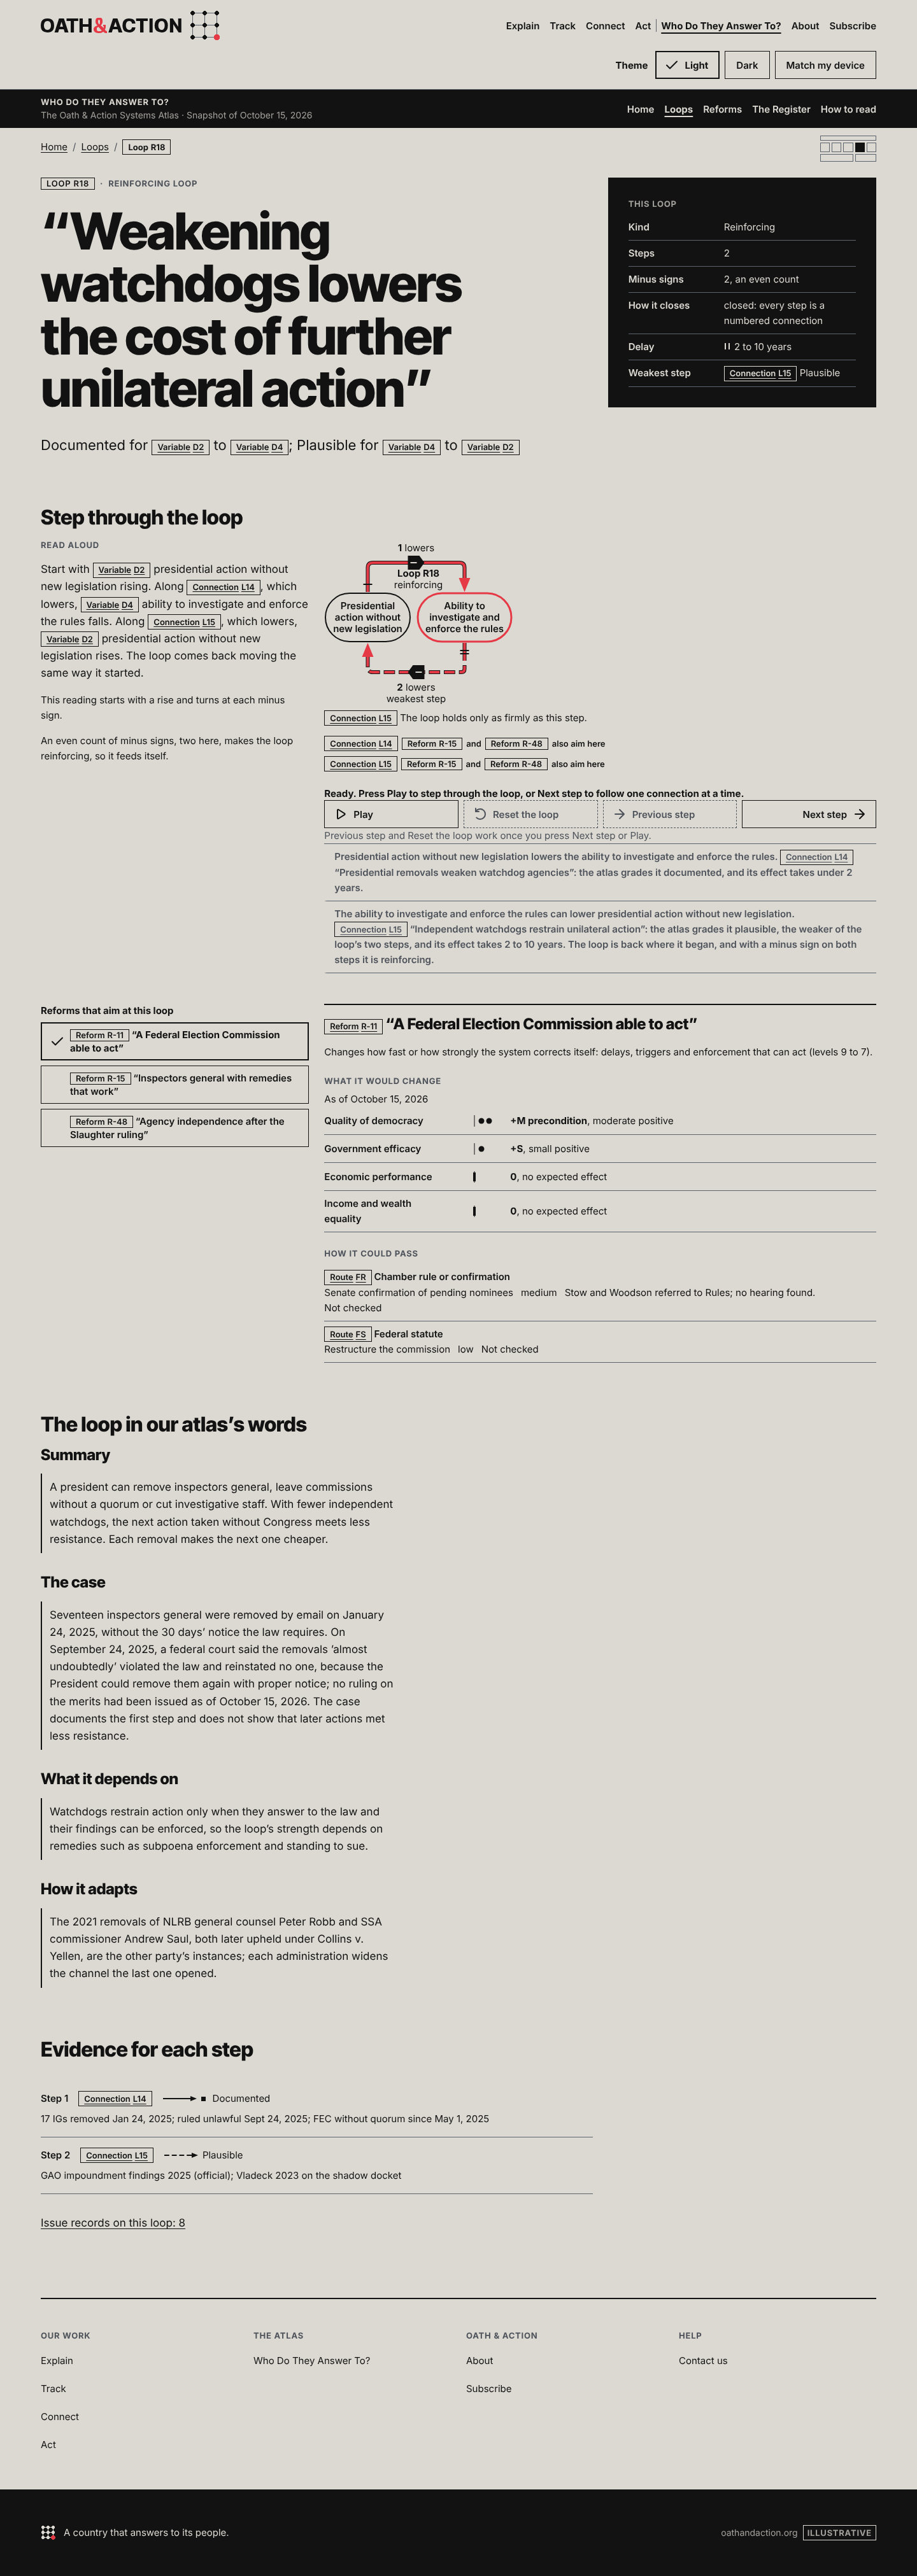 OATH&ACTION
Explain Track Connect Act Who Do They Answer To? About Subscribe
Theme Light Dark Match my device
WHO DO THEY ANSWER TO?
The Oath & Action Systems Atlas · Snapshot of October 15, 2026
Home Loops Reforms The Register How to read
Home / Loops / Loop R18
LOOP R18 · REINFORCING LOOP
“Weakening
watchdogs lowers
the cost of further
unilateral action”
Documented for Variable D2 to Variable D4; Plausible for Variable D4 to Variable D2
THIS LOOP
Kind Reinforcing
Steps 2
Minus signs 2, an even count
How it closes closed: every step is a
numbered connection
Delay 2 to 10 years
Weakest step Connection L15 Plausible
Step through the loop
READ ALOUD
Start with Variable D2 presidential action without
new legislation rising. Along Connection L14, which
lowers, Variable D4 ability to investigate and enforce
the rules falls. Along Connection L15, which lowers,
Variable D2 presidential action without new
legislation rises. The loop comes back moving the
same way it started.
This reading starts with a rise and turns at each minus
sign.
An even count of minus signs, two here, makes the loop
reinforcing, so it feeds itself.
1 lowers
Loop R18
reinforcing
Presidential
action without
new legislation
Ability to
investigate and
enforce the rules
2 lowers
weakest step
Connection L15 The loop holds only as firmly as this step.
Connection L14 Reform R-15 and Reform R-48 also aim here
Connection L15 Reform R-15 and Reform R-48 also aim here
Ready. Press Play to step through the loop, or Next step to follow one connection at a time.
Play Reset the loop Previous step Next step
Previous step and Reset the loop work once you press Next step or Play.
Presidential action without new legislation lowers the ability to investigate and enforce the rules. Connection L14
“Presidential removals weaken watchdog agencies”: the atlas grades it documented, and its effect takes under 2
years.
The ability to investigate and enforce the rules can lower presidential action without new legislation.
Connection L15 “Independent watchdogs restrain unilateral action”: the atlas grades it plausible, the weaker of the
loop’s two steps, and its effect takes 2 to 10 years. The loop is back where it began, and with a minus sign on both
steps it is reinforcing.
Reforms that aim at this loop
Reform R-11 “A Federal Election Commission
able to act”
Reform R-15 “Inspectors general with remedies
that work”
Reform R-48 “Agency independence after the
Slaughter ruling”
Reform R-11 “A Federal Election Commission able to act”
Changes how fast or how strongly the system corrects itself: delays, triggers and enforcement that can act (levels 9 to 7).
WHAT IT WOULD CHANGE
As of October 15, 2026
Quality of democracy +M precondition, moderate positive
Government efficacy +S, small positive
Economic performance 0, no expected effect
Income and wealth
equality 0, no expected effect
HOW IT COULD PASS
Route FR Chamber rule or confirmation
Senate confirmation of pending nominees medium Stow and Woodson referred to Rules; no hearing found.
Not checked
Route FS Federal statute
Restructure the commission low Not checked
The loop in our atlas’s words
Summary
A president can remove inspectors general, leave commissions
without a quorum or cut investigative staff. With fewer independent
watchdogs, the next action taken without Congress meets less
resistance. Each removal makes the next one cheaper.
The case
Seventeen inspectors general were removed by email on January
24, 2025, without the 30 days’ notice the law requires. On
September 24, 2025, a federal court said the removals ‘almost
undoubtedly’ violated the law and reinstated no one, because the
President could remove them again with proper notice; no ruling on
the merits had been issued as of October 15, 2026. The case
documents the first step and does not show that later actions met
less resistance.
What it depends on
Watchdogs restrain action only when they answer to the law and
their findings can be enforced, so the loop’s strength depends on
remedies such as subpoena enforcement and standing to sue.
How it adapts
The 2021 removals of NLRB general counsel Peter Robb and SSA
commissioner Andrew Saul, both later upheld under Collins v.
Yellen, are the other party’s instances; each administration widens
the channel the last one opened.
Evidence for each step
Step 1 Connection L14 Documented
17 IGs removed Jan 24, 2025; ruled unlawful Sept 24, 2025; FEC without quorum since May 1, 2025
Step 2 Connection L15 Plausible
GAO impoundment findings 2025 (official); Vladeck 2023 on the shadow docket
Issue records on this loop: 8
OUR WORK
Explain
Track
Connect
Act
THE ATLAS
Who Do They Answer To?
OATH & ACTION
About
Subscribe
HELP
Contact us
A country that answers to its people.
oathandaction.org ILLUSTRATIVE